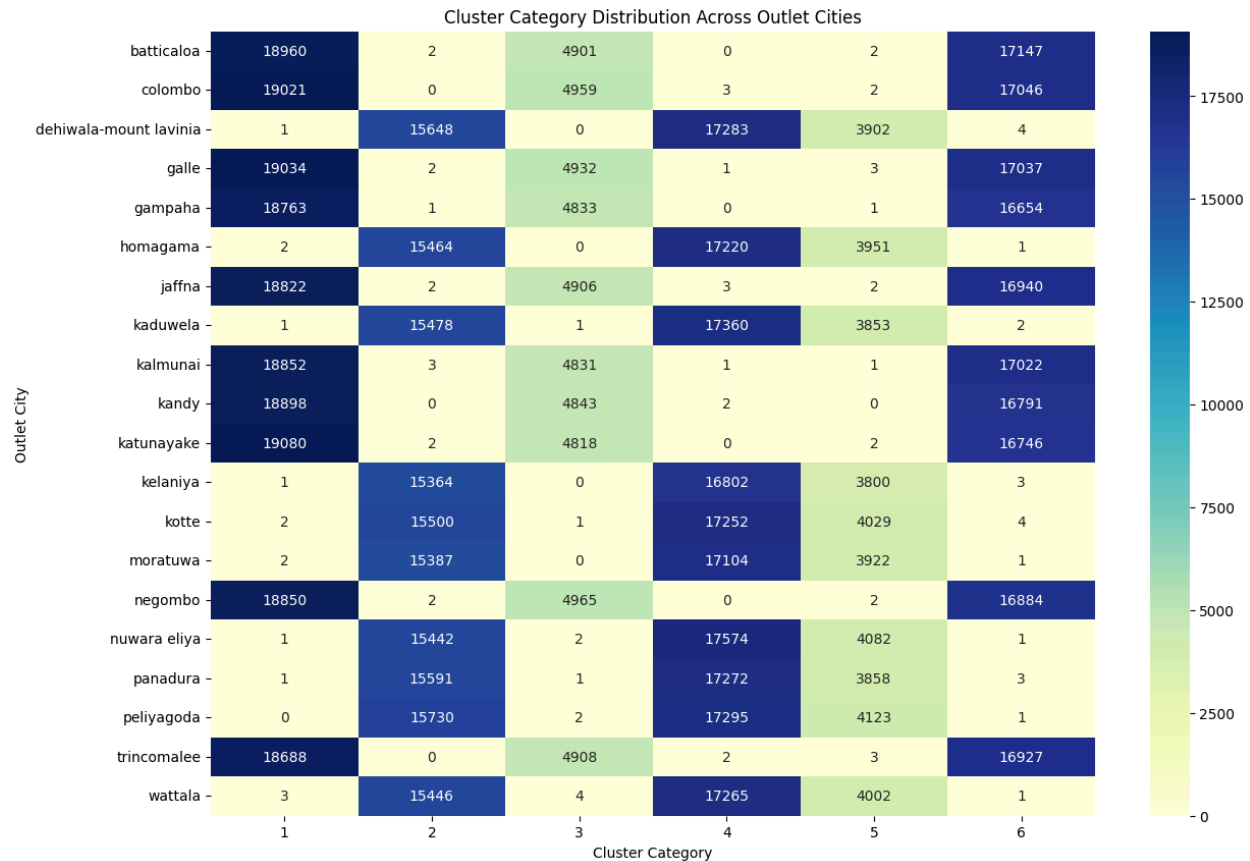 Cluster Category Distribution Across Outlet Cities
batticaloa 18960 2 4901 0 2 17147
colombo 19021 0 4959 3 2 17046
dehiwala-mount lavinia 1 15648 0 17283 3902 4
galle 19034 2 4932 1 3 17037
gampaha 18763 1 4833 0 1 16654
homagama 2 15464 0 17220 3951 1
jaffna 18822 2 4906 3 2 16940
kaduwela 1 15478 1 17360 3853 2
kalmunai 18852 3 4831 1 1 17022
kandy 18898 0 4843 2 0 16791
katunayake 19080 2 4818 0 2 16746
kelaniya 1 15364 0 16802 3800 3
kotte 2 15500 1 17252 4029 4
moratuwa 2 15387 0 17104 3922 1
negombo 18850 2 4965 0 2 16884
nuwara eliya 1 15442 2 17574 4082 1
panadura 1 15591 1 17272 3858 3
peliyagoda 0 15730 2 17295 4123 1
trincomalee 18688 0 4908 2 3 16927
wattala 3 15446 4 17265 4002 1
1 2 3 4 5 6
Cluster Category
Outlet City
17500
15000
12500
10000
7500
5000
2500
0